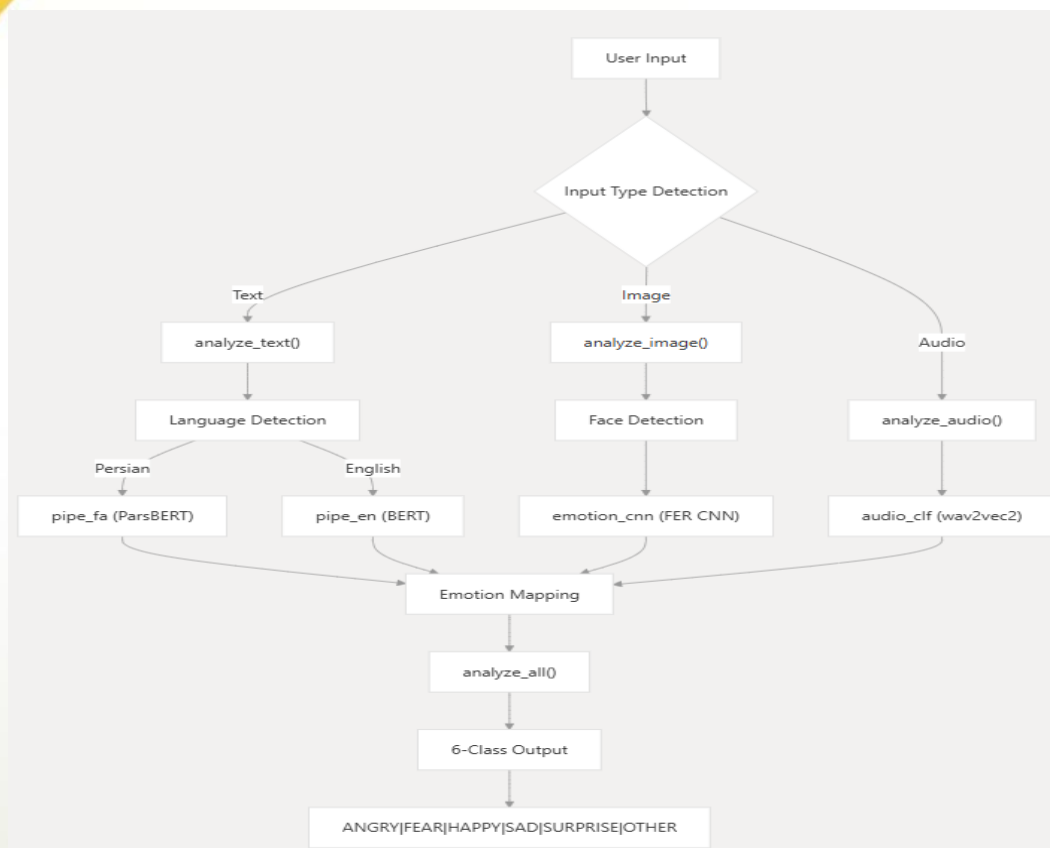 User Input
Input Type Detection
Text
Image
Audio
analyze_text()
analyze_image()
Language Detection
Face Detection
analyze_audio()
Persian
English
pipe_fa (ParsBERT)
pipe_en (BERT)
emotion_cnn (FER CNN)
audio_clf (wav2vec2)
Emotion Mapping
analyze_all()
6-Class Output
ANGRY|FEAR|HAPPY|SAD|SURPRISE|OTHER